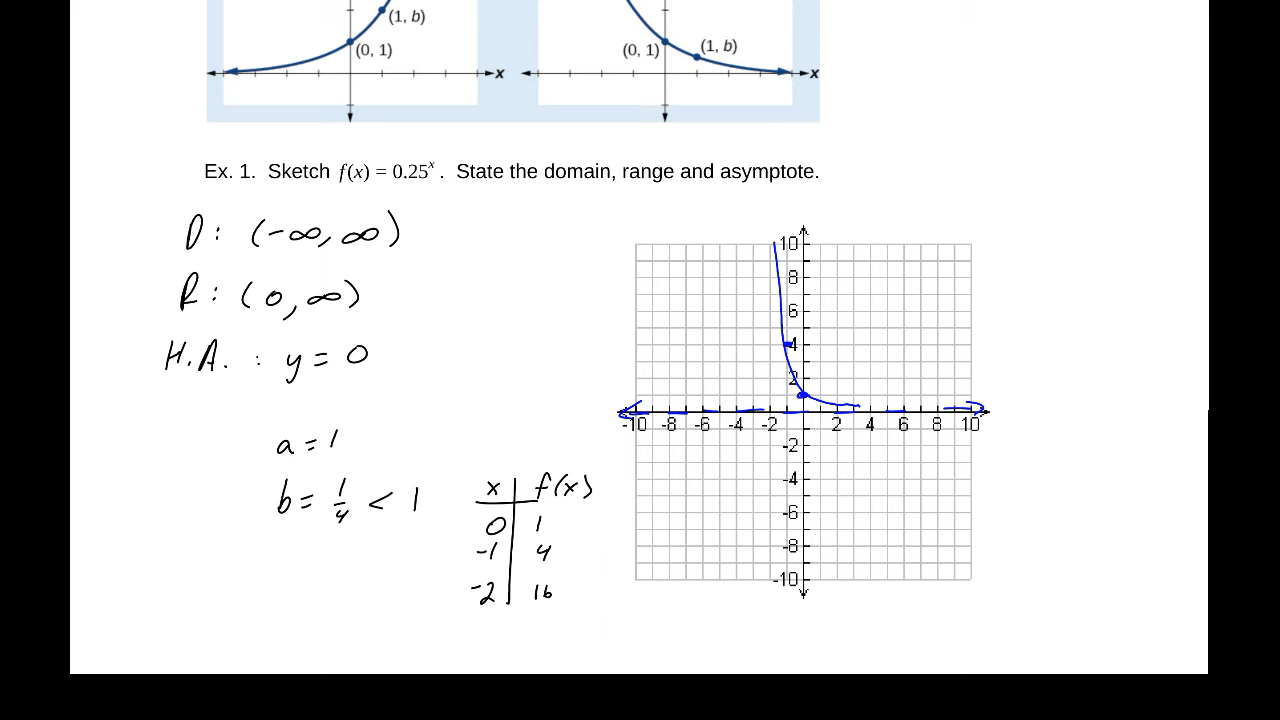 (1, b)
(0, 1)
x
(1, b)
(0, 1)
x
Ex. 1. Sketch f(x) = 0.25^x. State the domain, range and asymptote.
D: (-∞, ∞)
R: (0, ∞)
H.A. : y = 0
a = 1
b = 1/4 < 1
x f(x)
0 1
-1 4
-2 16
10
8
6
4
2
-10 -8 -6 -4 -2 2 4 6 8 10
-2
-4
-6
-8
-10